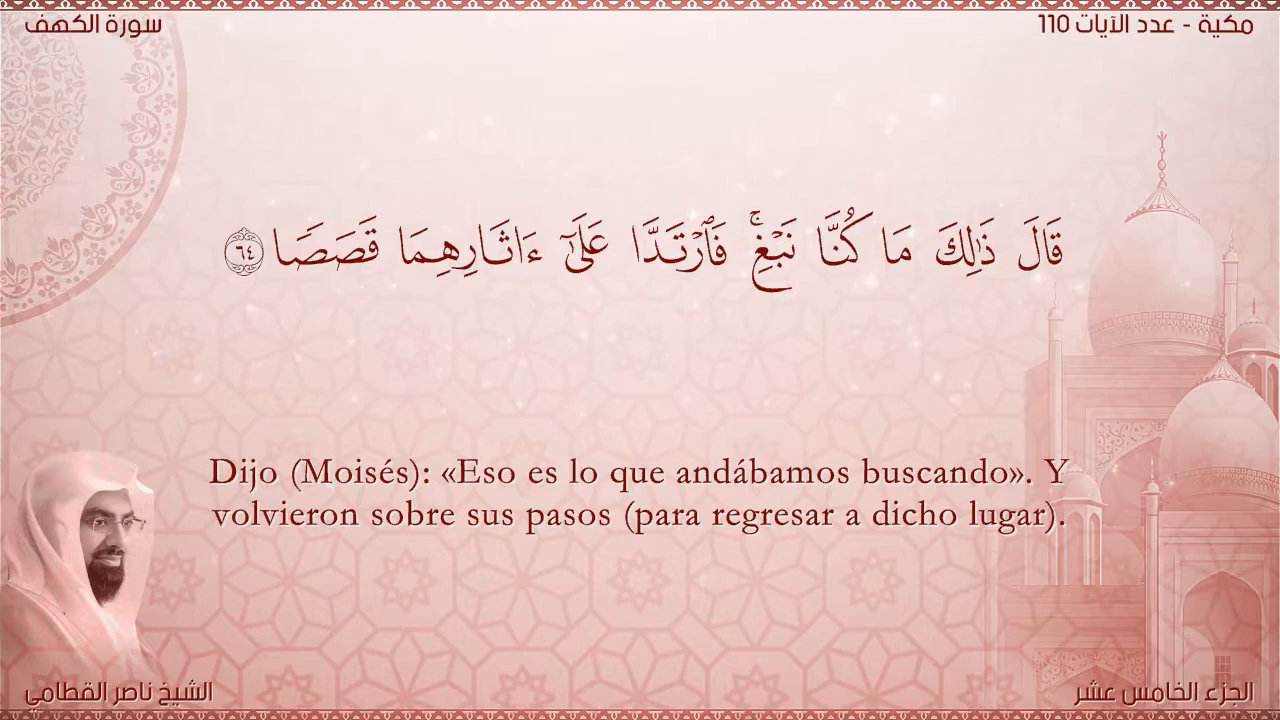 سورة الكهف
مكية - عدد الآيات 110
قَالَ ذَٰلِكَ مَا كُنَّا نَبۡغِۚ فَٱرۡتَدَّا عَلَىٰٓ ءَاثَارِهِمَا قَصَصٗا ٦٤
Dijo (Moisés): «Eso es lo que andábamos buscando». Y
volvieron sobre sus pasos (para regresar a dicho lugar).
الشيخ ناصر القطامي
الجزء الخامس عشر